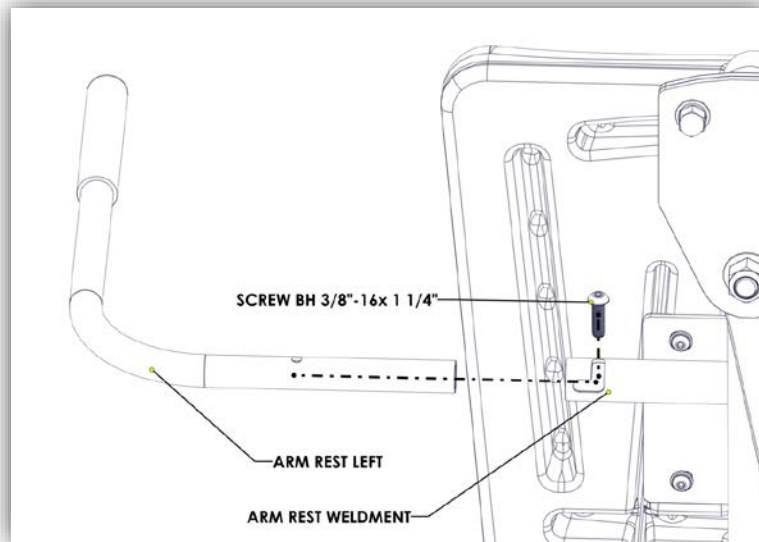 SCREW BH 3/8"-16x 1 1/4"
ARM REST LEFT
ARM REST WELDMENT